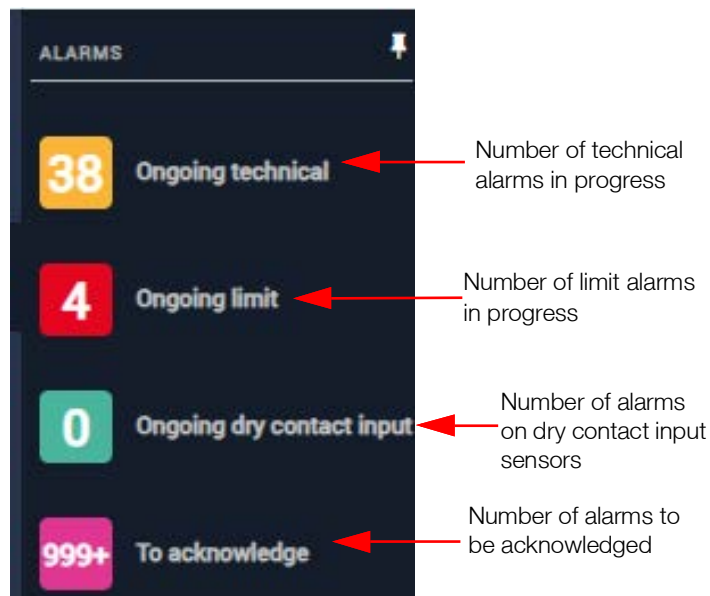 ALARMS
38 Ongoing technical
Number of technical
alarms in progress
4 Ongoing limit
Number of limit alarms
in progress
0 Ongoing dry contact input
Number of alarms
on dry contact input
sensors
999+ To acknowledge
Number of alarms to
be acknowledged